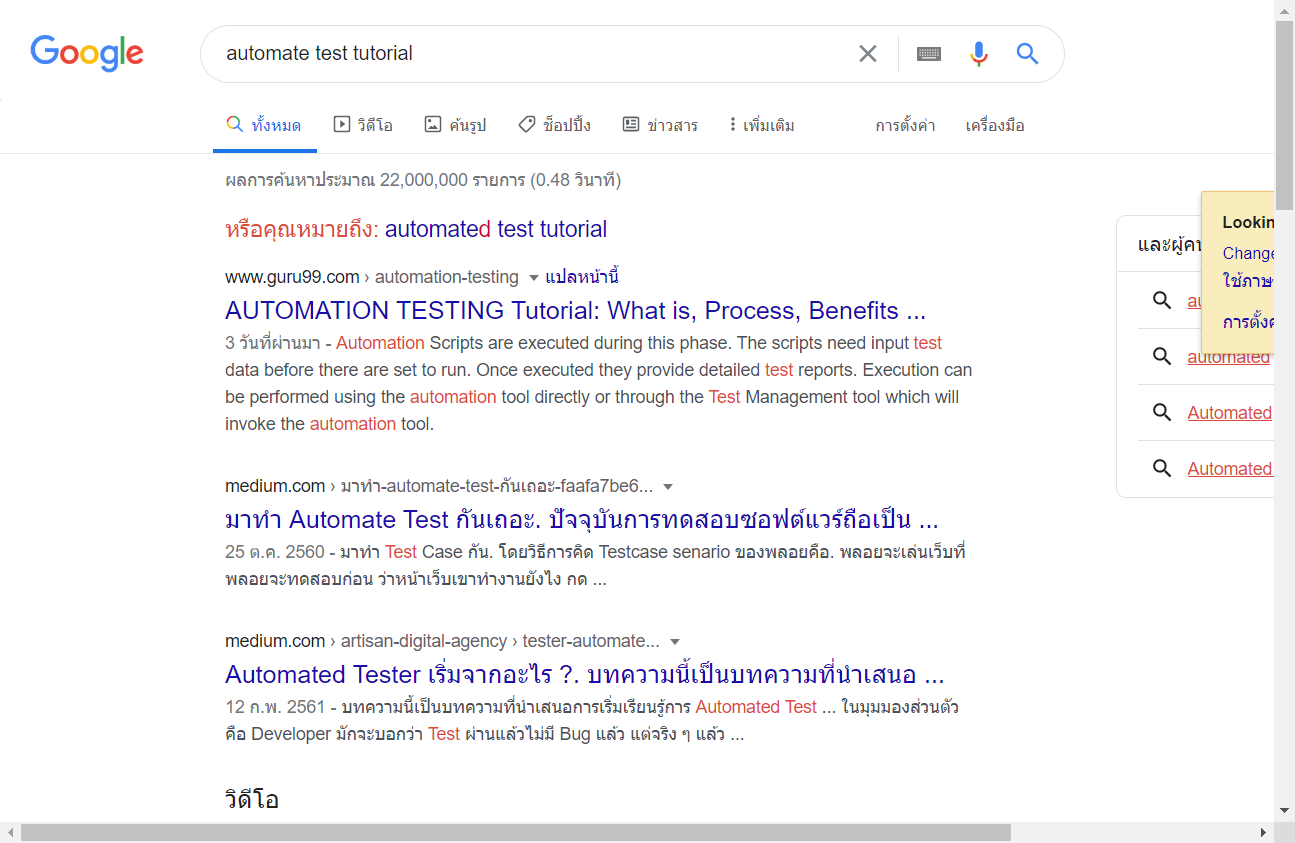 Google
automate test tutorial
ทั้งหมด วิดีโอ ค้นรูป ช็อปปิ้ง ข่าวสาร เพิ่มเติม การตั้งค่า เครื่องมือ
ผลการค้นหาประมาณ 22,000,000 รายการ (0.48 วินาที)
หรือคุณหมายถึง: automated test tutorial
www.guru99.com › automation-testing แปลหน้านี้
AUTOMATION TESTING Tutorial: What is, Process, Benefits ...
3 วันที่ผ่านมา - Automation Scripts are executed during this phase. The scripts need input test
data before there are set to run. Once executed they provide detailed test reports. Execution can
be performed using the automation tool directly or through the Test Management tool which will
invoke the automation tool.
medium.com › มาทำ-automate-test-กันเถอะ-faafa7be6...
มาทำ Automate Test กันเถอะ. ปัจจุบันการทดสอบซอฟต์แวร์ถือเป็น ...
25 ต.ค. 2560 - มาทำ Test Case กัน. โดยวิธีการคิด Testcase senario ของพลอยคือ. พลอยจะเล่นเว็บที่
พลอยจะทดสอบก่อน ว่าหน้าเว็บเขาทำงานยังไง กด ...
medium.com › artisan-digital-agency › tester-automate...
Automated Tester เริ่มจากอะไร ?. บทความนี้เป็นบทความที่นำเสนอ ...
12 ก.พ. 2561 - บทความนี้เป็นบทความที่นำเสนอการเริ่มเรียนรู้การ Automated Test ... ในมุมมองส่วนตัว
คือ Developer มักจะบอกว่า Test ผ่านแล้วไม่มี Bug แล้ว แต่จริง ๆ แล้ว ...
วิดีโอ
Lookin
Change
ใช้ภาษ
การตั้งค
และผู้ค
au
automated
Automated
Automated